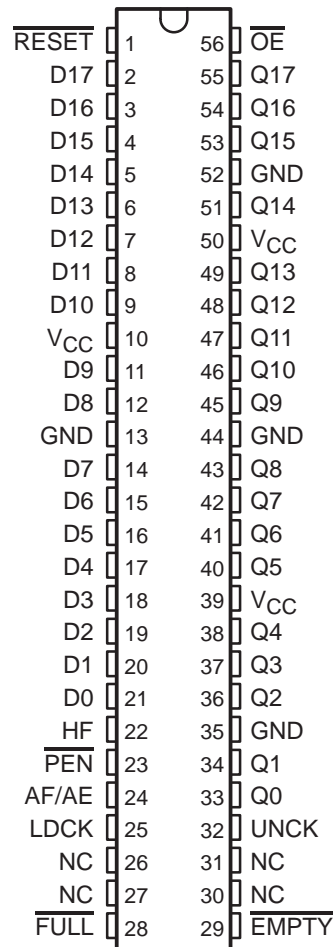 R̅E̅S̅E̅T̅ 1 56 O̅E̅
D17 2 55 Q17
D16 3 54 Q16
D15 4 53 Q15
D14 5 52 GND
D13 6 51 Q14
D12 7 50 VCC
D11 8 49 Q13
D10 9 48 Q12
VCC 10 47 Q11
D9 11 46 Q10
D8 12 45 Q9
GND 13 44 GND
D7 14 43 Q8
D6 15 42 Q7
D5 16 41 Q6
D4 17 40 Q5
D3 18 39 VCC
D2 19 38 Q4
D1 20 37 Q3
D0 21 36 Q2
HF 22 35 GND
P̅E̅N̅ 23 34 Q1
AF/AE 24 33 Q0
LDCK 25 32 UNCK
NC 26 31 NC
NC 27 30 NC
F̅U̅L̅L̅ 28 29 E̅M̅P̅T̅Y̅